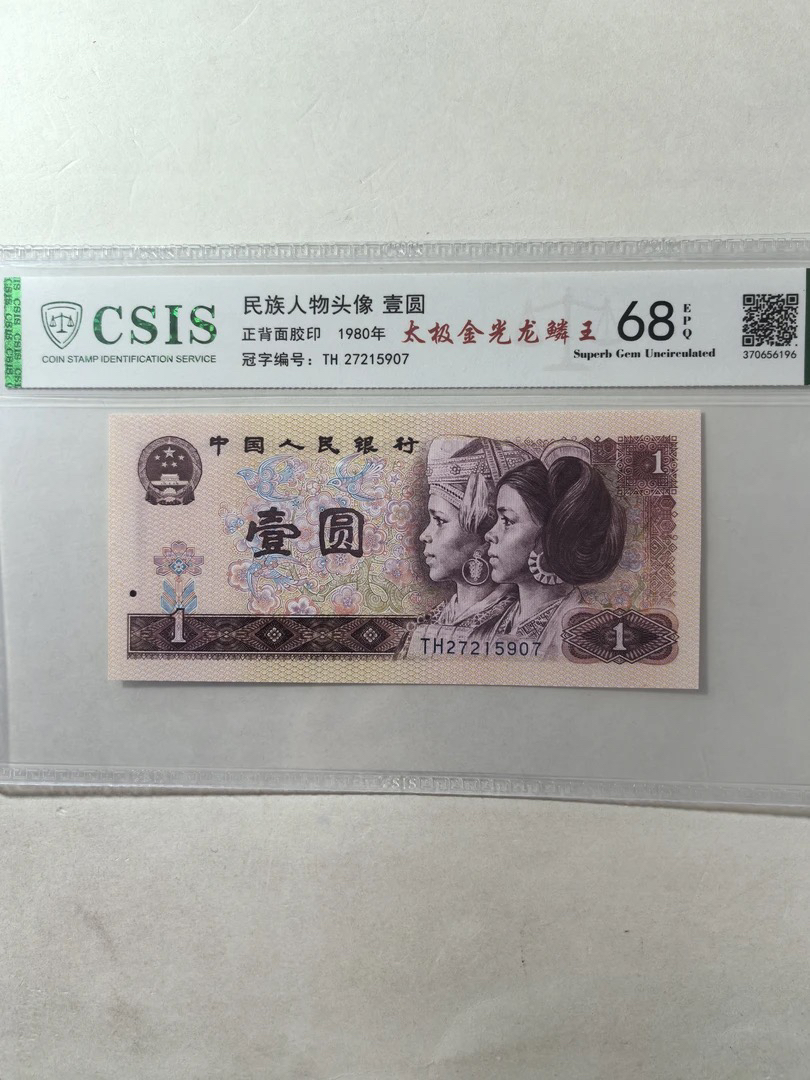 CSIS
COIN STAMP IDENTIFICATION SERVICE
民族人物头像 壹圆
正背面胶印 1980年
冠字编号：TH 27215907
太极金光龙鳞王
68 EPQ
Superb Gem Uncirculated
370656196
中国人民银行
壹圆
1
1
1
TH27215907